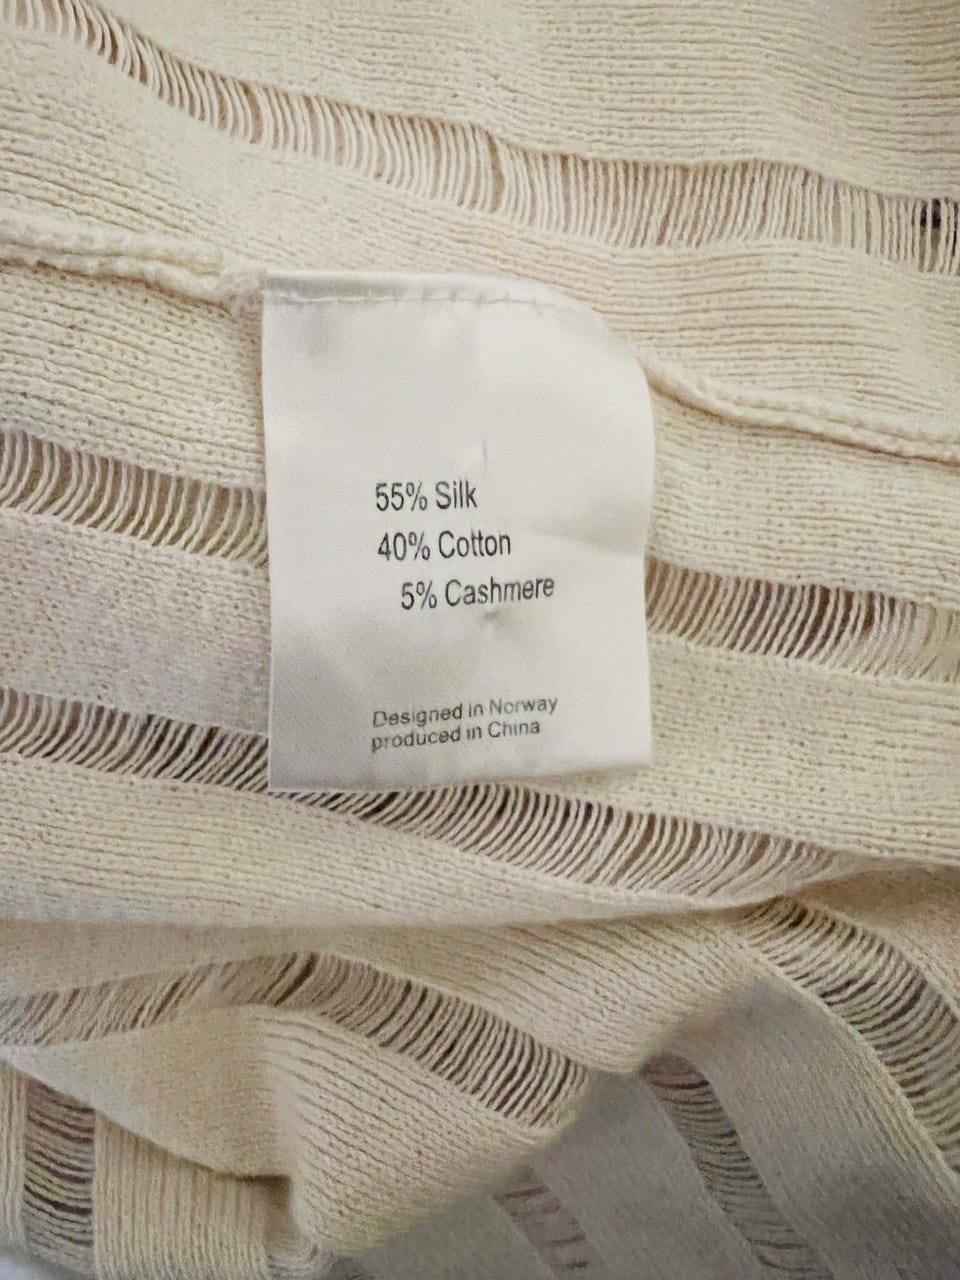 55% Silk
40% Cotton
5% Cashmere
Designed in Norway
produced in China